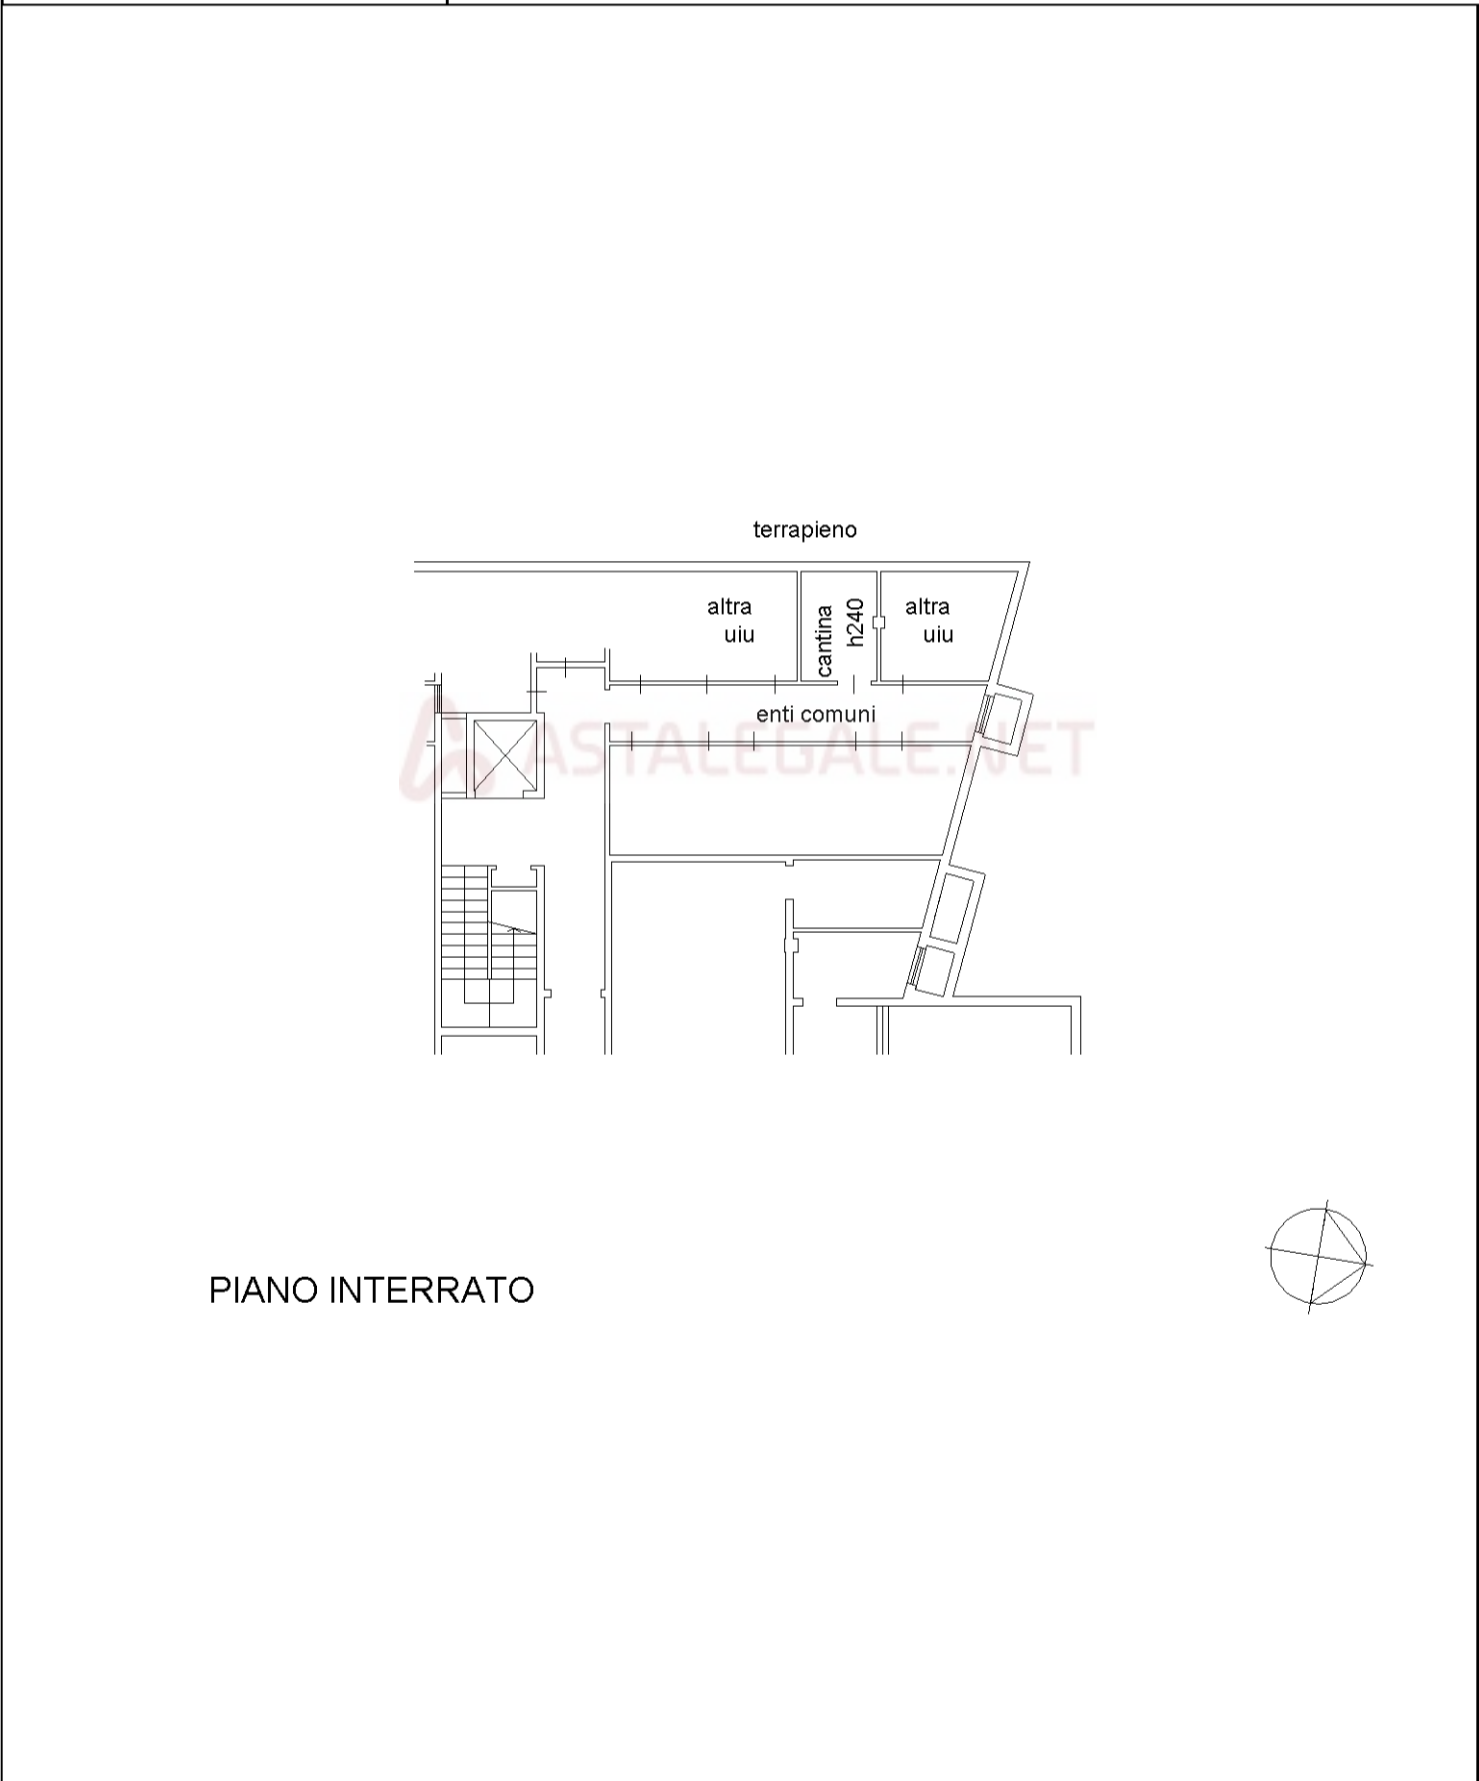 terrapieno
altra
uiu
cantina
h240
altra
uiu
enti comuni
ASTALEGALE.NET
PIANO INTERRATO